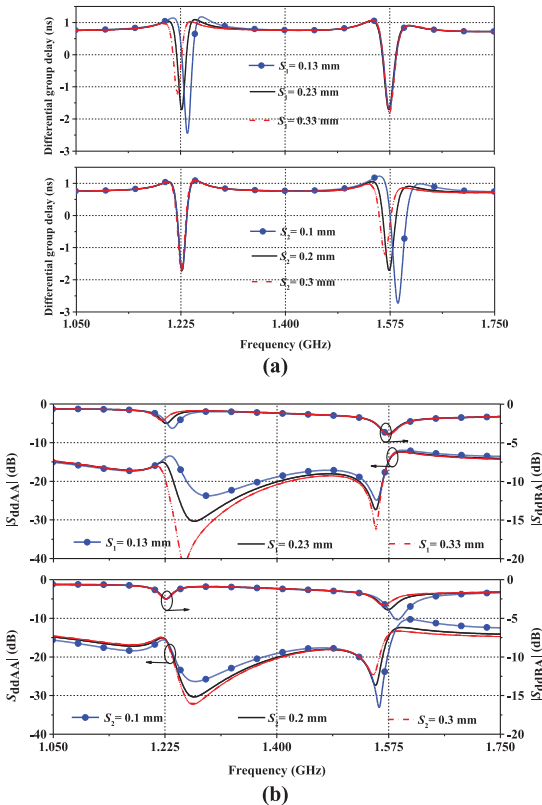 Differential group delay (ns)
1
0
-1
-2
-3
S1 = 0.13 mm
S1 = 0.23 mm
S1 = 0.33 mm
Differential group delay (ns)
1
0
-1
-2
-3
S2 = 0.1 mm
S2 = 0.2 mm
S2 = 0.3 mm
1.050 1.225 1.400 1.575 1.750
Frequency (GHz)
(a)
|SddAA| (dB)
0
-10
-20
-30
-40
0
-5
-10
-15
-20
|SddBA| (dB)
S1 = 0.13 mm S1 = 0.23 mm S1 = 0.33 mm
|SddAA| (dB)
0
-10
-20
-30
-40
0
-5
-10
-15
-20
|SddBA| (dB)
S2 = 0.1 mm S2 = 0.2 mm S2 = 0.3 mm
1.050 1.225 1.400 1.575 1.750
Frequency (GHz)
(b)